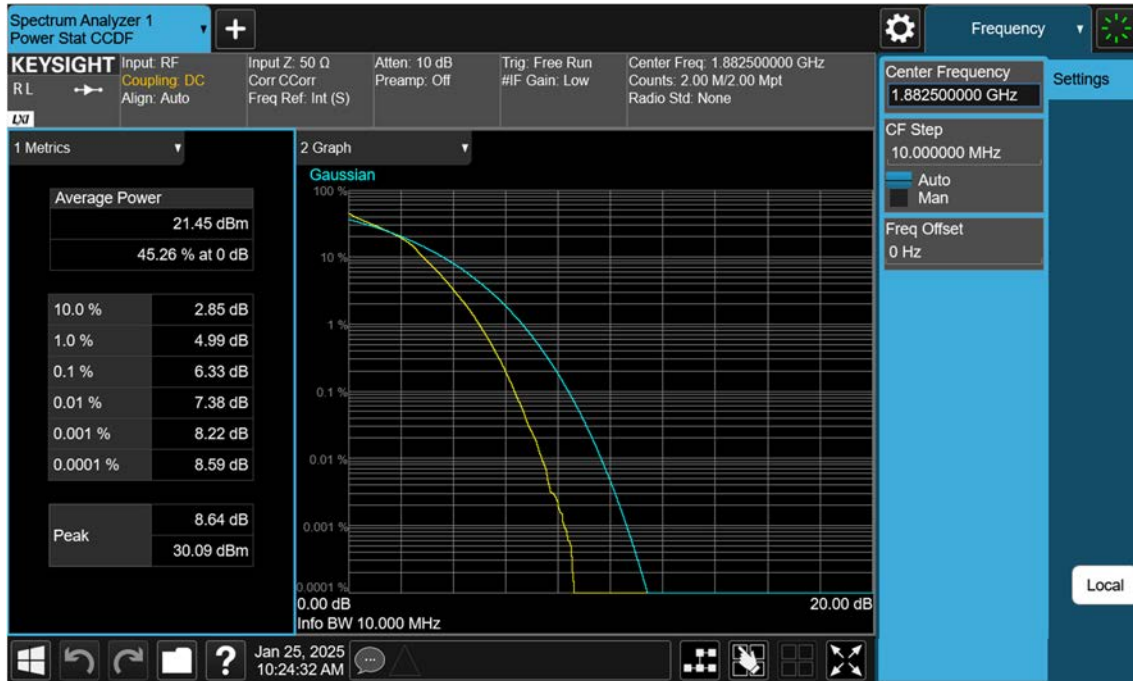 Spectrum Analyzer 1
Power Stat CCDF
Frequency
KEYSIGHT
R L
LXI
Input: RF
Coupling: DC
Align: Auto
Input Z: 50 Ω
Corr CCorr
Freq Ref: Int (S)
Atten: 10 dB
Preamp: Off
Trig: Free Run
#IF Gain: Low
Center Freq: 1.882500000 GHz
Counts: 2.00 M/2.00 Mpt
Radio Std: None
Center Frequency
1.882500000 GHz
Settings
CF Step
10.000000 MHz
Auto
Man
Freq Offset
0 Hz
1 Metrics
Average Power
21.45 dBm
45.26 % at 0 dB
10.0 % 2.85 dB
1.0 % 4.99 dB
0.1 % 6.33 dB
0.01 % 7.38 dB
0.001 % 8.22 dB
0.0001 % 8.59 dB
Peak
8.64 dB
30.09 dBm
2 Graph
Gaussian
100 %
10 %
1 %
0.1 %
0.01 %
0.001 %
0.0001 %
0.00 dB
20.00 dB
Info BW 10.000 MHz
Local
?
Jan 25, 2025
10:24:32 AM